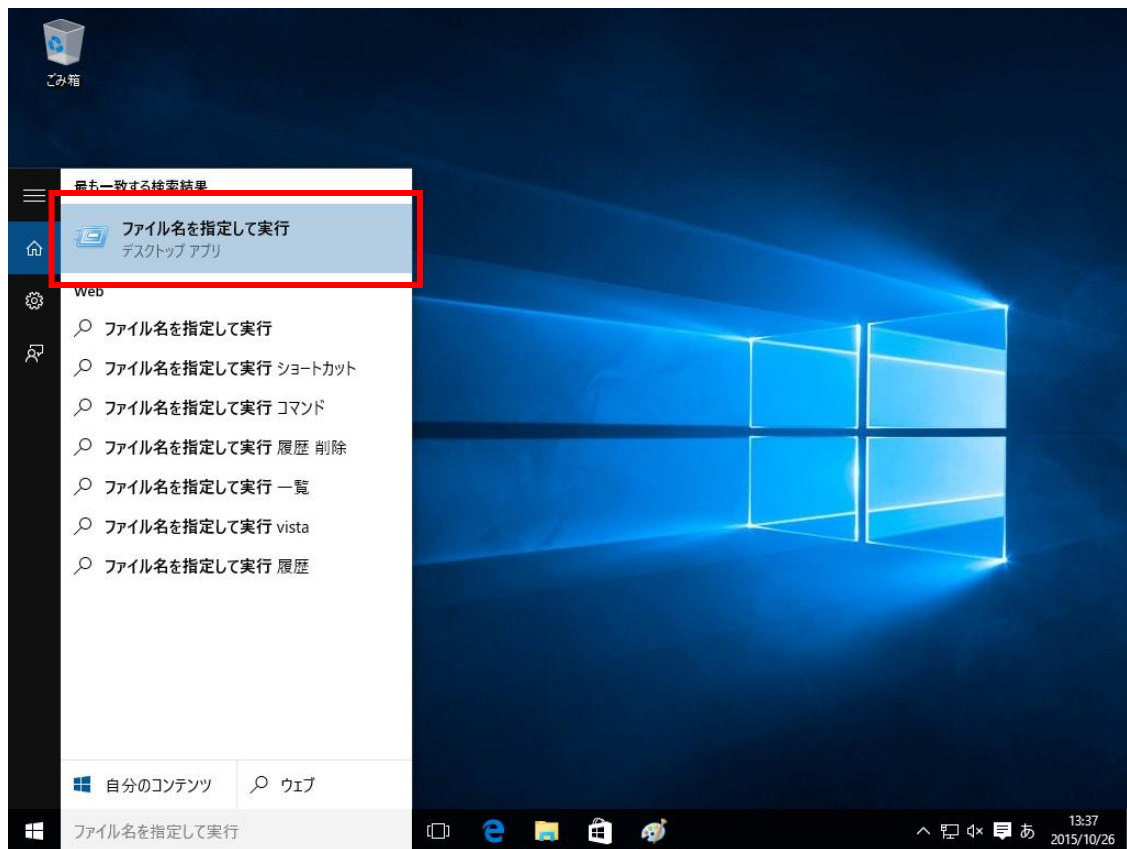 ごみ箱
最も一致する検索結果
ファイル名を指定して実行
デスクトップ アプリ
Web
ファイル名を指定して実行
ファイル名を指定して実行 ショートカット
ファイル名を指定して実行 コマンド
ファイル名を指定して実行 履歴 削除
ファイル名を指定して実行 一覧
ファイル名を指定して実行 vista
ファイル名を指定して実行 履歴
自分のコンテンツ
ウェブ
ファイル名を指定して実行
あ
13:37
2015/10/26